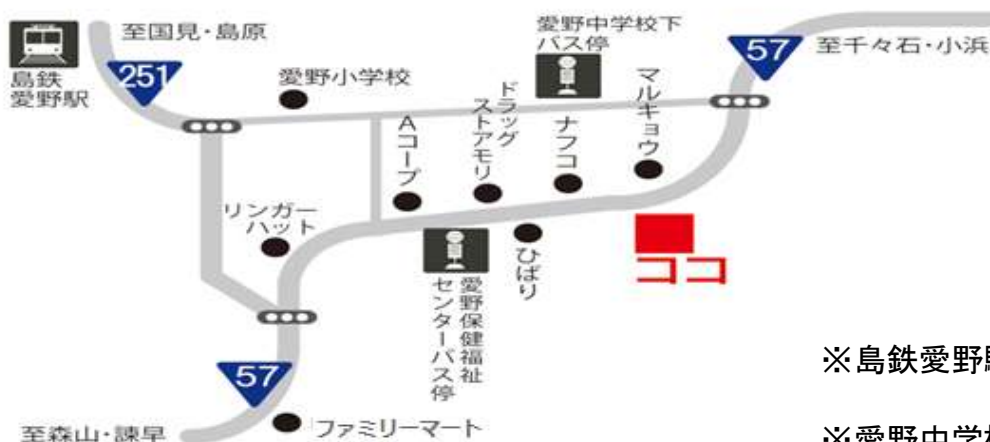 至国見・島原
島鉄
愛野駅
251
愛野小学校
愛野中学校下
バス停
57
至千々石・小浜
Aコープ
ドラッグ
ストアモリ
ナフコ
マルキョウ
リンガー
ハット
ひばり
ココ
愛野保健福祉
センターバス停
57
ファミリーマート
至森山・諫早
※島鉄愛野
※愛野中学